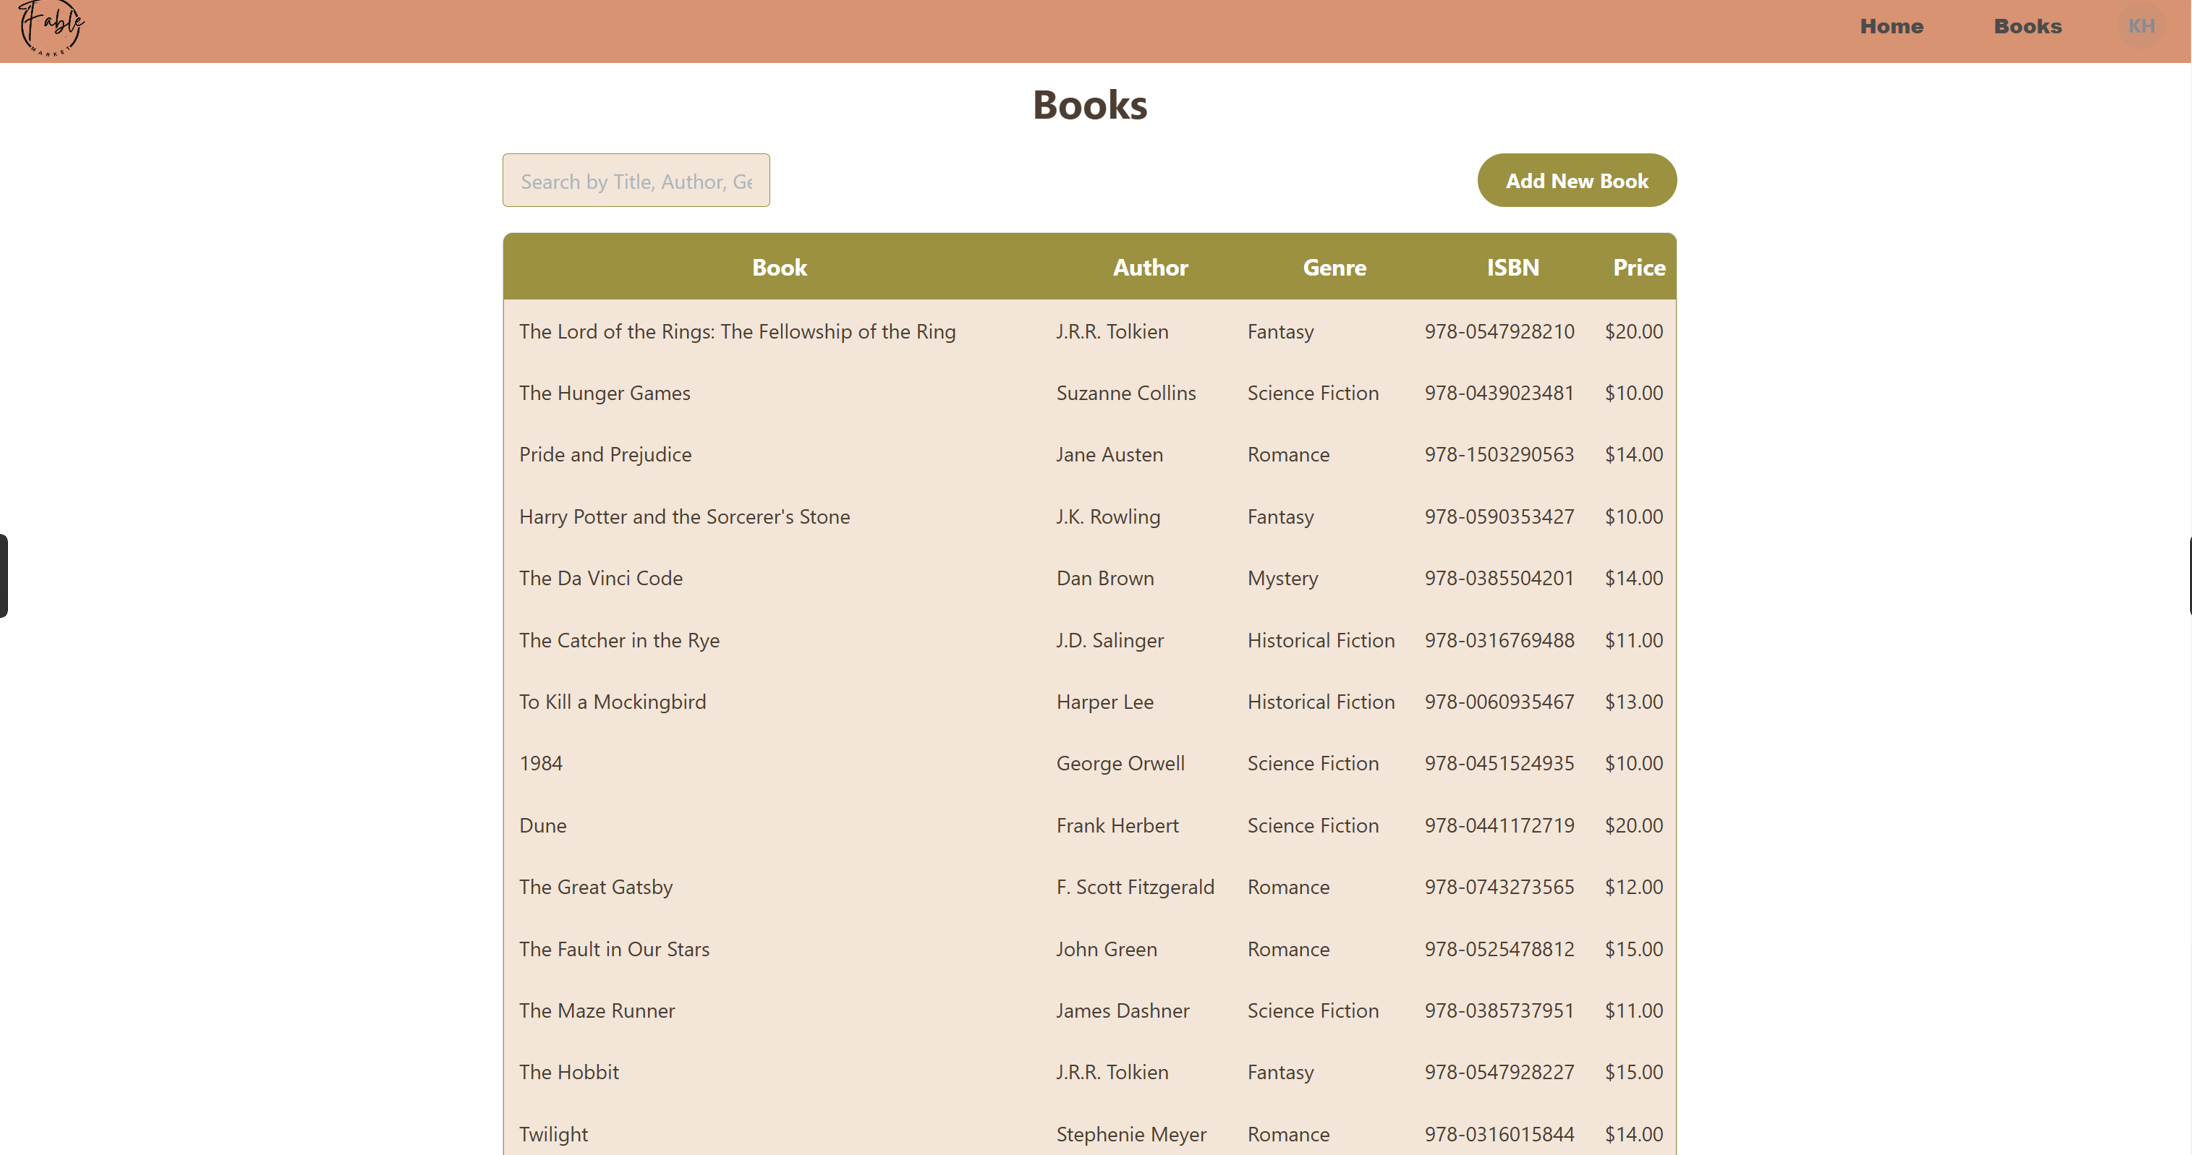 Fable
MARKET
Home Books KH
Books
Search by Title, Author, Ge
Add New Book
Book Author Genre ISBN Price
The Lord of the Rings: The Fellowship of the Ring J.R.R. Tolkien Fantasy 978-0547928210 $20.00
The Hunger Games Suzanne Collins Science Fiction 978-0439023481 $10.00
Pride and Prejudice Jane Austen Romance 978-1503290563 $14.00
Harry Potter and the Sorcerer's Stone J.K. Rowling Fantasy 978-0590353427 $10.00
The Da Vinci Code Dan Brown Mystery 978-0385504201 $14.00
The Catcher in the Rye J.D. Salinger Historical Fiction 978-0316769488 $11.00
To Kill a Mockingbird Harper Lee Historical Fiction 978-0060935467 $13.00
1984 George Orwell Science Fiction 978-0451524935 $10.00
Dune Frank Herbert Science Fiction 978-0441172719 $20.00
The Great Gatsby F. Scott Fitzgerald Romance 978-0743273565 $12.00
The Fault in Our Stars John Green Romance 978-0525478812 $15.00
The Maze Runner James Dashner Science Fiction 978-0385737951 $11.00
The Hobbit J.R.R. Tolkien Fantasy 978-0547928227 $15.00
Twilight Stephenie Meyer Romance 978-0316015844 $14.00